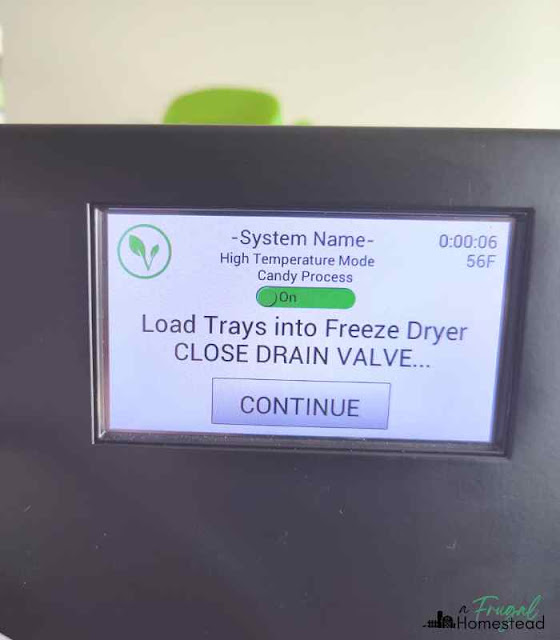 -System Name-
0:00:06
High Temperature Mode
56F
Candy Process
On
Load Trays into Freeze Dryer
CLOSE DRAIN VALVE...
CONTINUE
a Frugal
Homestead